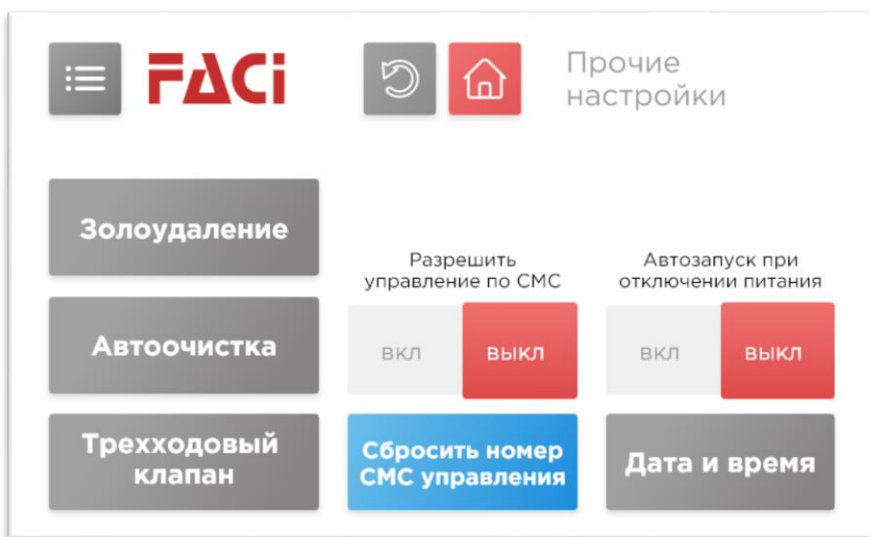 FACi
Прочие
настройки
Золоудаление
Разрешить
управление по СМС
Автозапуск при
отключении питания
Автоочистка
ВКЛ
ВЫКЛ
ВКЛ
ВЫКЛ
Трехходовый
клапан
Сбросить номер
СМС управления
Дата и время